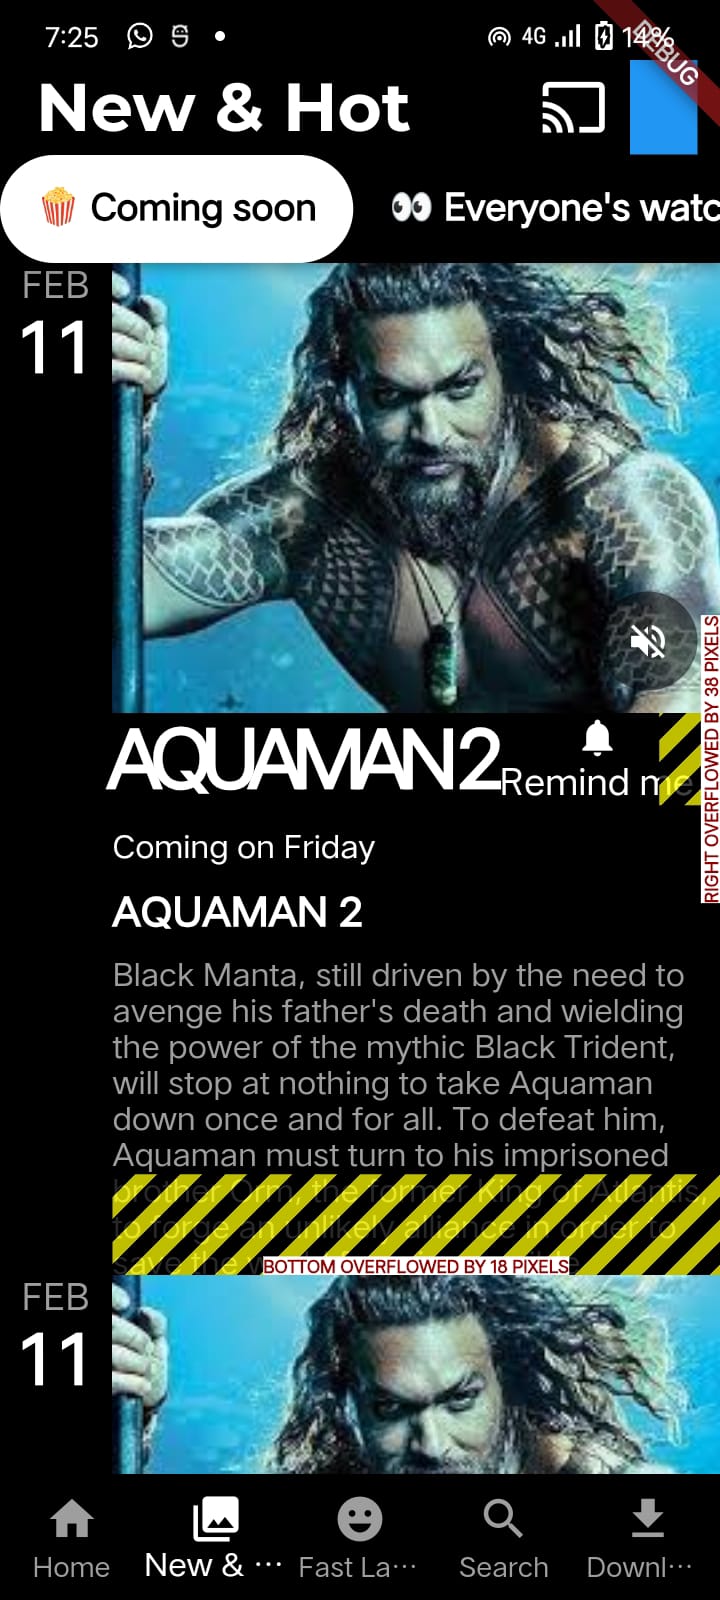 7:25 4G 14%
DEBUG
New & Hot
🍿 Coming soon 👀 Everyone's watc
FEB
11
AQUAMAN 2
Remind me
RIGHT OVERFLOWED BY 38 PIXELS
Coming on Friday
AQUAMAN 2
Black Manta, still driven by the need to
avenge his father's death and wielding
the power of the mythic Black Trident,
will stop at nothing to take Aquaman
down once and for all. To defeat him,
Aquaman must turn to his imprisoned
brother Orm, the former King of Atlantis,
to forge an unlikely alliance in order to
save the
BOTTOM OVERFLOWED BY 18 PIXELS
FEB
11
Home New & ··· Fast La··· Search Downl···